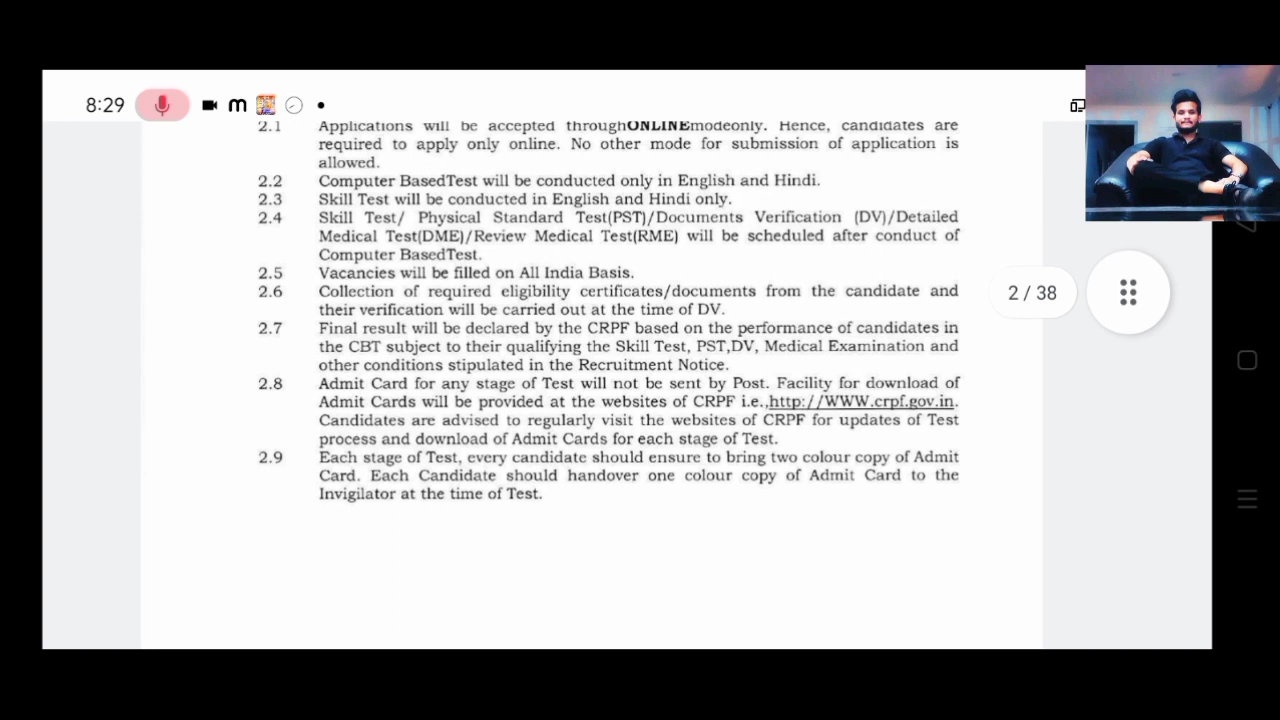 8:29 m
2.1 Applications will be accepted throughONLINEmodeonly. Hence, candidates are
required to apply only online. No other mode for submission of application is
allowed.
2.2 Computer BasedTest will be conducted only in English and Hindi.
2.3 Skill Test will be conducted in English and Hindi only.
2.4 Skill Test/ Physical Standard Test(PST)/Documents Verification (DV)/Detailed
Medical Test(DME)/Review Medical Test(RME) will be scheduled after conduct of
Computer BasedTest.
2.5 Vacancies will be filled on All India Basis.
2.6 Collection of required eligibility certificates/documents from the candidate and
their verification will be carried out at the time of DV.
2.7 Final result will be declared by the CRPF based on the performance of candidates in
the CBT subject to their qualifying the Skill Test, PST,DV, Medical Examination and
other conditions stipulated in the Recruitment Notice.
2.8 Admit Card for any stage of Test will not be sent by Post. Facility for download of
Admit Cards will be provided at the websites of CRPF i.e.,http://WWW.crpf.gov.in.
Candidates are advised to regularly visit the websites of CRPF for updates of Test
process and download of Admit Cards for each stage of Test.
2.9 Each stage of Test, every candidate should ensure to bring two colour copy of Admit
Card. Each Candidate should handover one colour copy of Admit Card to the
Invigilator at the time of Test.
2 / 38